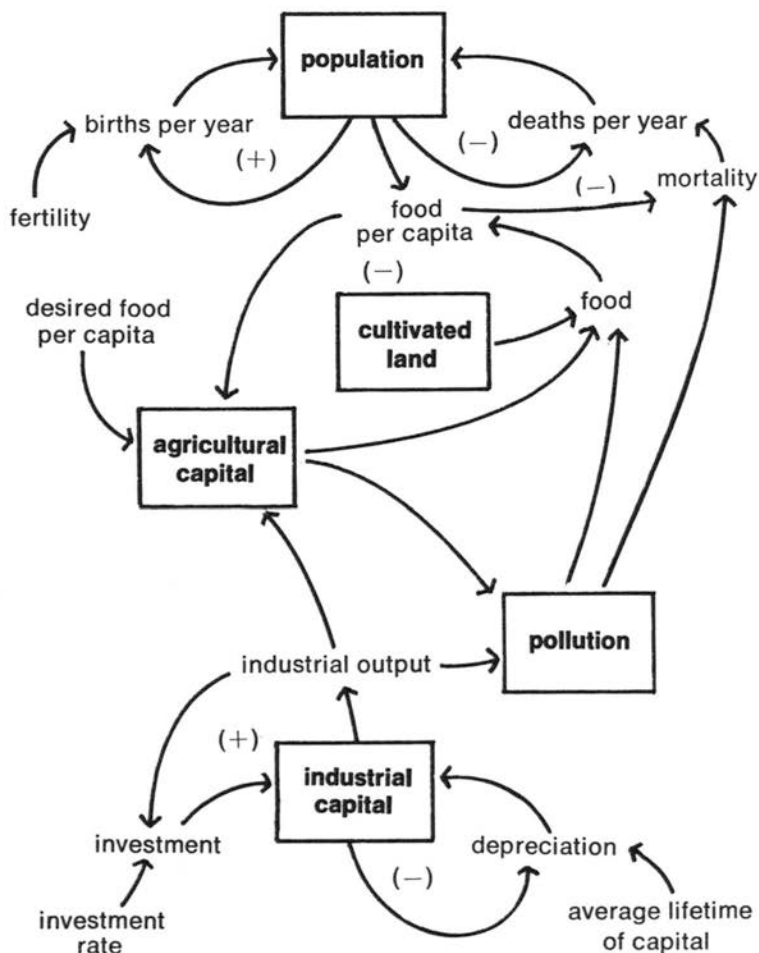 population
births per year
deaths per year
(+)
(−)
(−)
mortality
fertility
food
per capita
(−)
desired food
per capita
food
cultivated
land
agricultural
capital
pollution
industrial output
(+)
industrial
capital
investment
depreciation
(−)
investment
rate
average lifetime
of capital